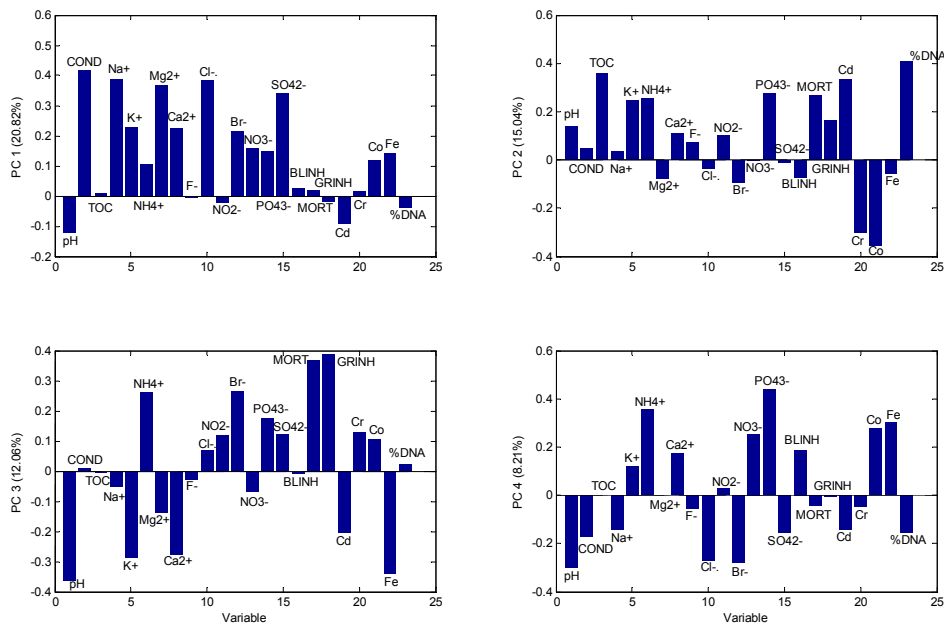 0.5
0.4
0.3
0.2
0.1
0
-0.1
-0.2
0.6
PC 1 (20.82%)
COND
Na+
Mg2+
Cl-.
SO42-
K+
Ca2+
Br-
NO3-
Co
Fe
BLINH
GRINH
F-
TOC
NH4+
NO2-
PO43-
MORT
Cr
%DNA
pH
Cd
0 5 10 15 20 25
0.6
0.4
0.2
0
-0.2
-0.4
PC 2 (15.04%)
%DNA
TOC
Cd
K+
NH4+
PO43-
MORT
pH
Ca2+
F-
NO2-
SO42-
COND
Na+
Cl-.
NO3-
GRINH
Mg2+
Br-
BLINH
Fe
Cr
Co
0 5 10 15 20 25
0.4
0.3
0.2
0.1
0
-0.1
-0.2
-0.3
-0.4
PC 3 (12.06%)
MORT
GRINH
NH4+
Br-
PO43-
NO2-
SO42-
Cl-.
Cr
Co
COND
%DNA
TOC
Na+
F-
BLINH
NO3-
Mg2+
Cd
Ca2+
K+
pH
Fe
0 5 10 15 20 25
Variable
0.6
0.4
0.2
0
-0.2
-0.4
PC 4 (8.21%)
PO43-
NH4+
NO3-
Co
Fe
Ca2+
BLINH
K+
TOC
NO2-
GRINH
Mg2+
F-
MORT
Cr
Na+
COND
SO42-
Cd
%DNA
pH
Cl-.
Br-
0 5 10 15 20 25
Variable